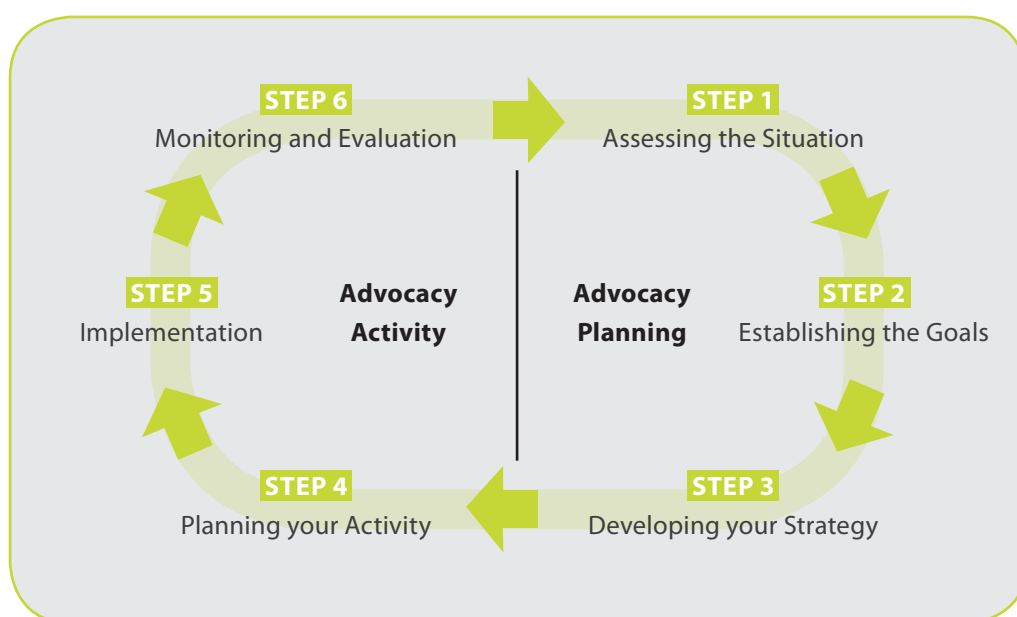 STEP 6
Monitoring and Evaluation
STEP 1
Assessing the Situation
STEP 5
Implementation
Advocacy
Activity
Advocacy
Planning
STEP 2
Establishing the Goals
STEP 4
Planning your Activity
STEP 3
Developing your Strategy